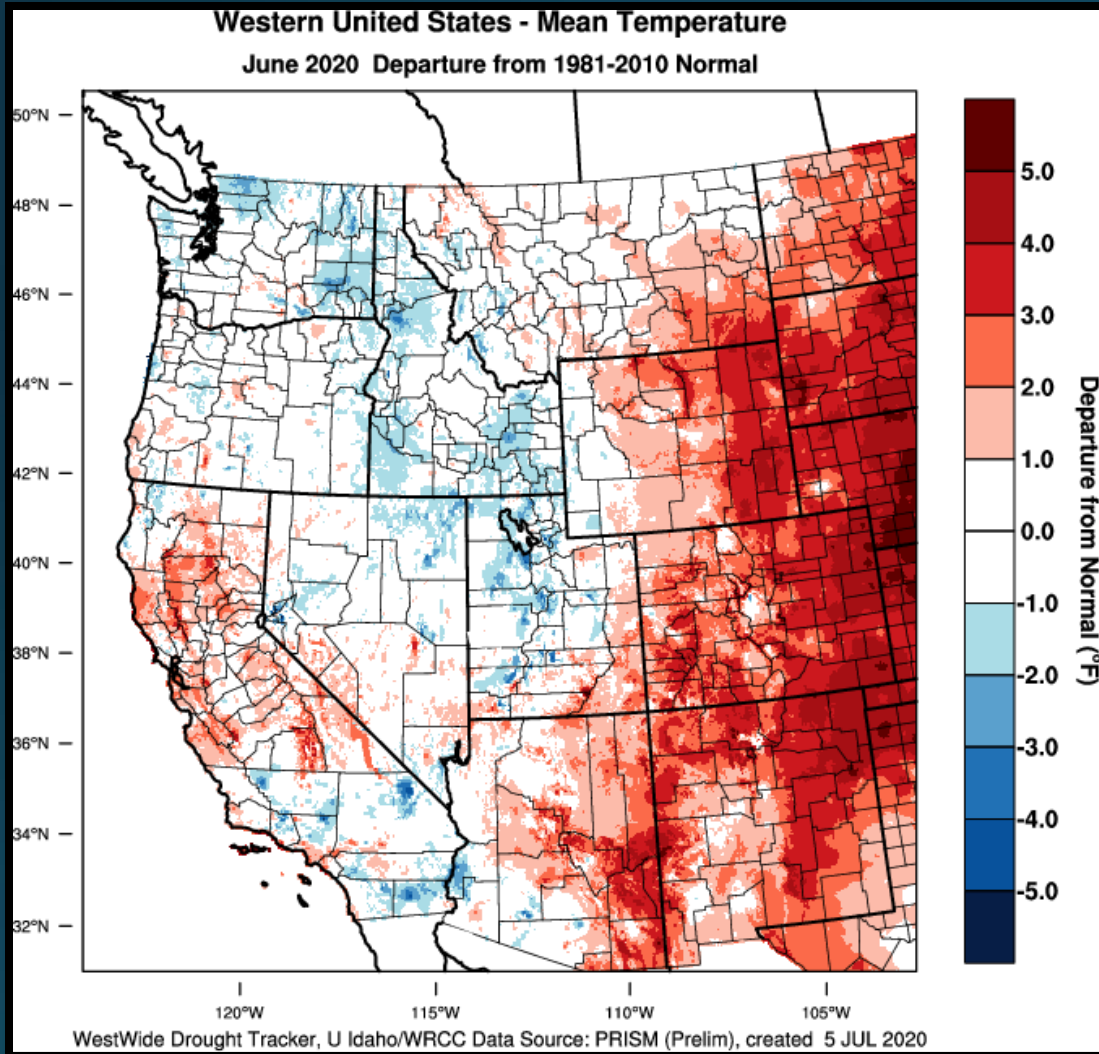 Western United States - Mean Temperature
June 2020 Departure from 1981-2010 Normal
50°N
48°N
46°N
44°N
42°N
40°N
38°N
36°N
34°N
32°N
120°W
115°W
110°W
105°W
5.0
4.0
3.0
2.0
1.0
0.0
-1.0
-2.0
-3.0
-4.0
-5.0
Departure from Normal (°F)
WestWide Drought Tracker, U Idaho/WRCC Data Source: PRISM (Prelim), created 5 JUL 2020